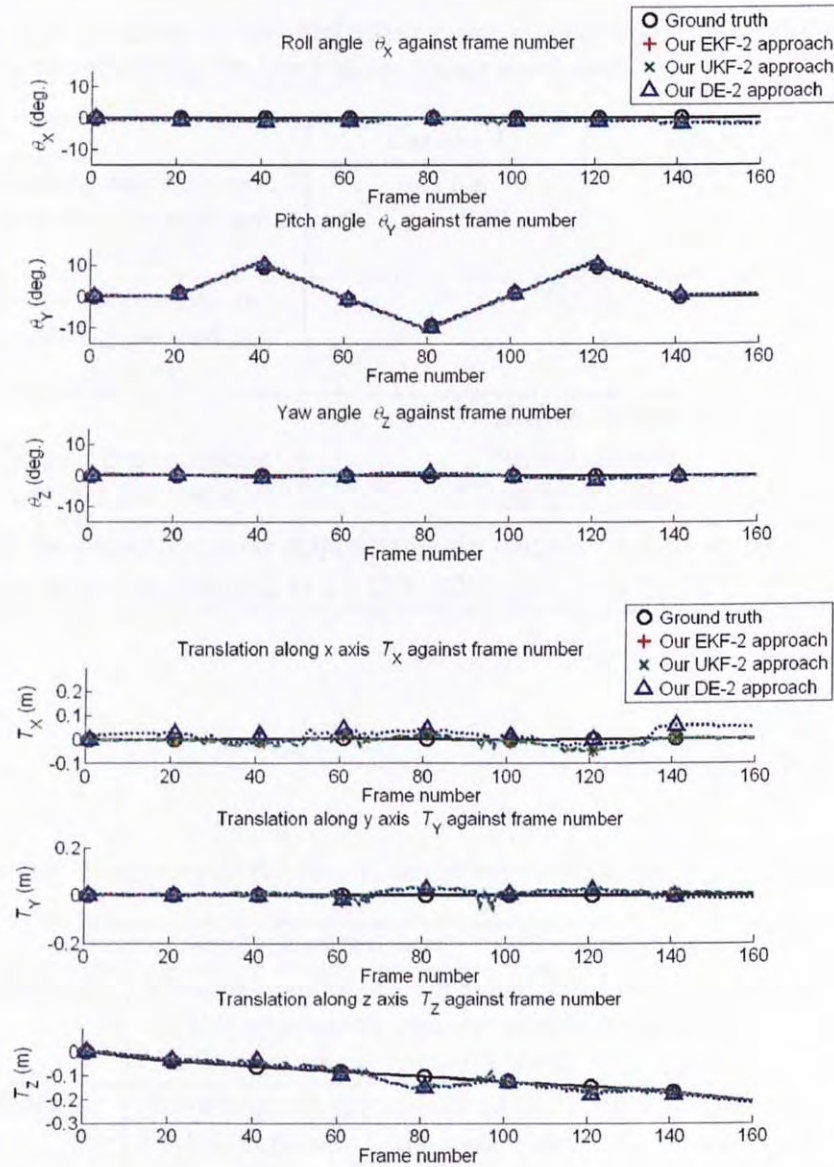 Ground truth
Our EKF-2 approach
Our UKF-2 approach
Our DE-2 approach
Roll angle θX against frame number
θX (deg.)
10
0
-10
0 20 40 60 80 100 120 140 160
Frame number
Pitch angle θY against frame number
θY (deg.)
10
0
-10
0 20 40 60 80 100 120 140 160
Frame number
Yaw angle θZ against frame number
θZ (deg.)
10
0
-10
0 20 40 60 80 100 120 140 160
Frame number
Ground truth
Our EKF-2 approach
Our UKF-2 approach
Our DE-2 approach
Translation along x axis TX against frame number
TX (m)
0.2
0.1
0
-0.1
0 20 40 60 80 100 120 140 160
Frame number
Translation along y axis TY against frame number
TY (m)
0.2
0
-0.2
0 20 40 60 80 100 120 140 160
Frame number
Translation along z axis TZ against frame number
TZ (m)
0
-0.1
-0.2
-0.3
0 20 40 60 80 100 120 140 160
Frame number